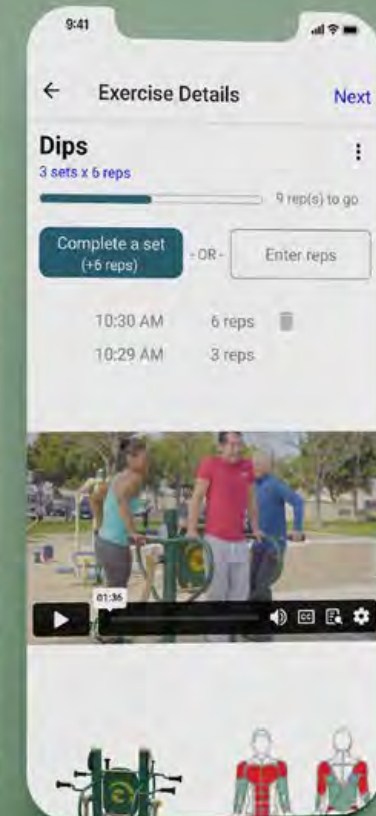 9:41
Exercise Details
Next
Dips
3 sets x 6 reps
9 rep(s) to go
Complete a set
(+6 reps)
- OR -
Enter reps
10:30 AM 6 reps
10:29 AM 3 reps
01:36
CC